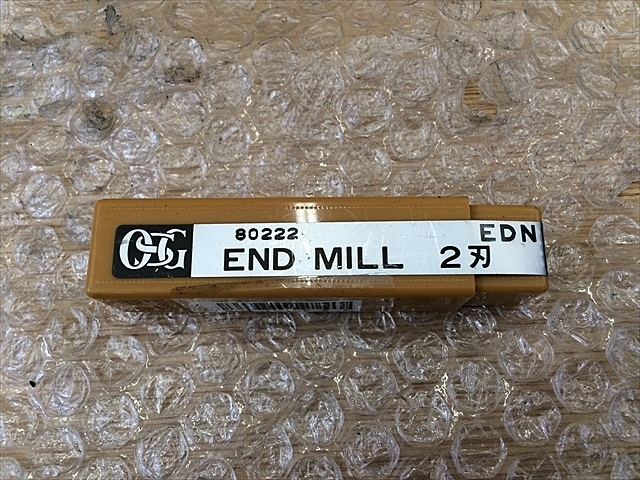 OSG
80222
EDN
END MILL 2刃